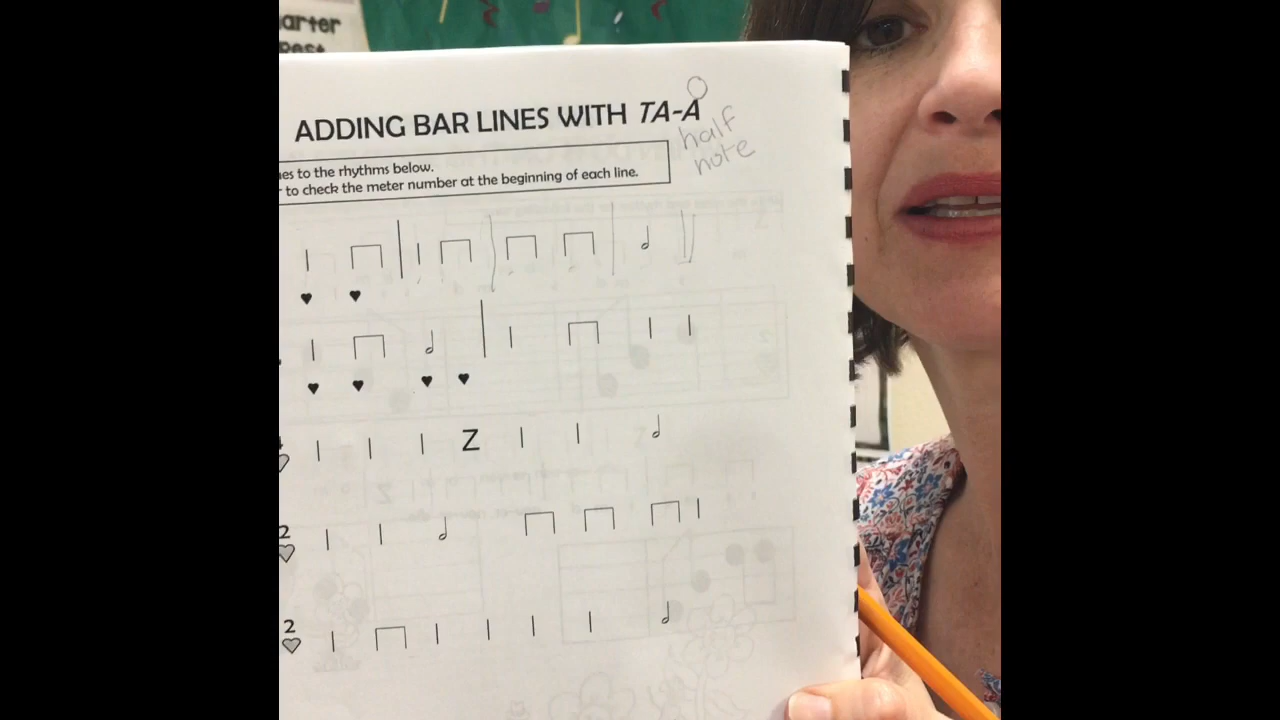 arter
Rest
ADDING BAR LINES WITH TA-A
half
note
es to the rhythms below.
to check the meter number at the beginning of each line.
Z
2
2